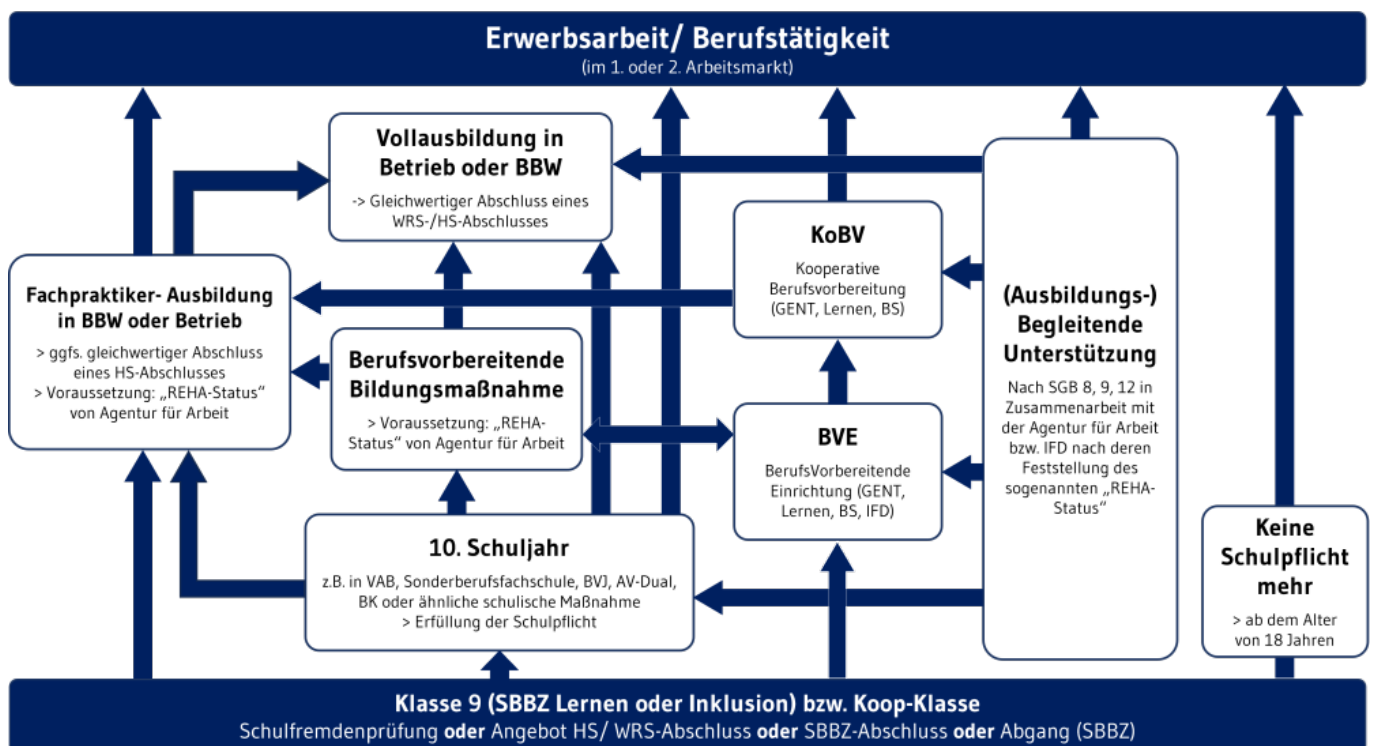 Erwerbsarbeit/ Berufstätigkeit
(im 1. oder 2. Arbeitsmarkt)
Vollausbildung in
Betrieb oder BBW
-> Gleichwertiger Abschluss eines
WRS-/HS-Abschlusses
KoBV
Kooperative
Berufsvorbereitung
(GENT, Lernen, BS)
(Ausbildungs-)
Begleitende
Unterstützung
Nach SGB 8, 9, 12 in
Zusammenarbeit mit
der Agentur für Arbeit
bzw. IFD nach deren
Feststellung des
sogenannten „REHA-
Status“
Fachpraktiker- Ausbildung
in BBW oder Betrieb
> ggfs. gleichwertiger Abschluss
eines HS-Abschlusses
> Voraussetzung: „REHA-Status“
von Agentur für Arbeit
Berufsvorbereitende
Bildungsmaßnahme
> Voraussetzung: „REHA-
Status“ von Agentur für Arbeit
BVE
BerufsVorbereitende
Einrichtung (GENT,
Lernen, BS, IFD)
Keine
Schulpflicht
mehr
> ab dem Alter
von 18 Jahren
10. Schuljahr
z.B. in VAB, Sonderberufsfachschule, BVJ, AV-Dual,
BK oder ähnliche schulische Maßnahme
> Erfüllung der Schulpflicht
Klasse 9 (SBBZ Lernen oder Inklusion) bzw. Koop-Klasse
Schulfremdenprüfung oder Angebot HS/ WRS-Abschluss oder SBBZ-Abschluss oder Abgang (SBBZ)